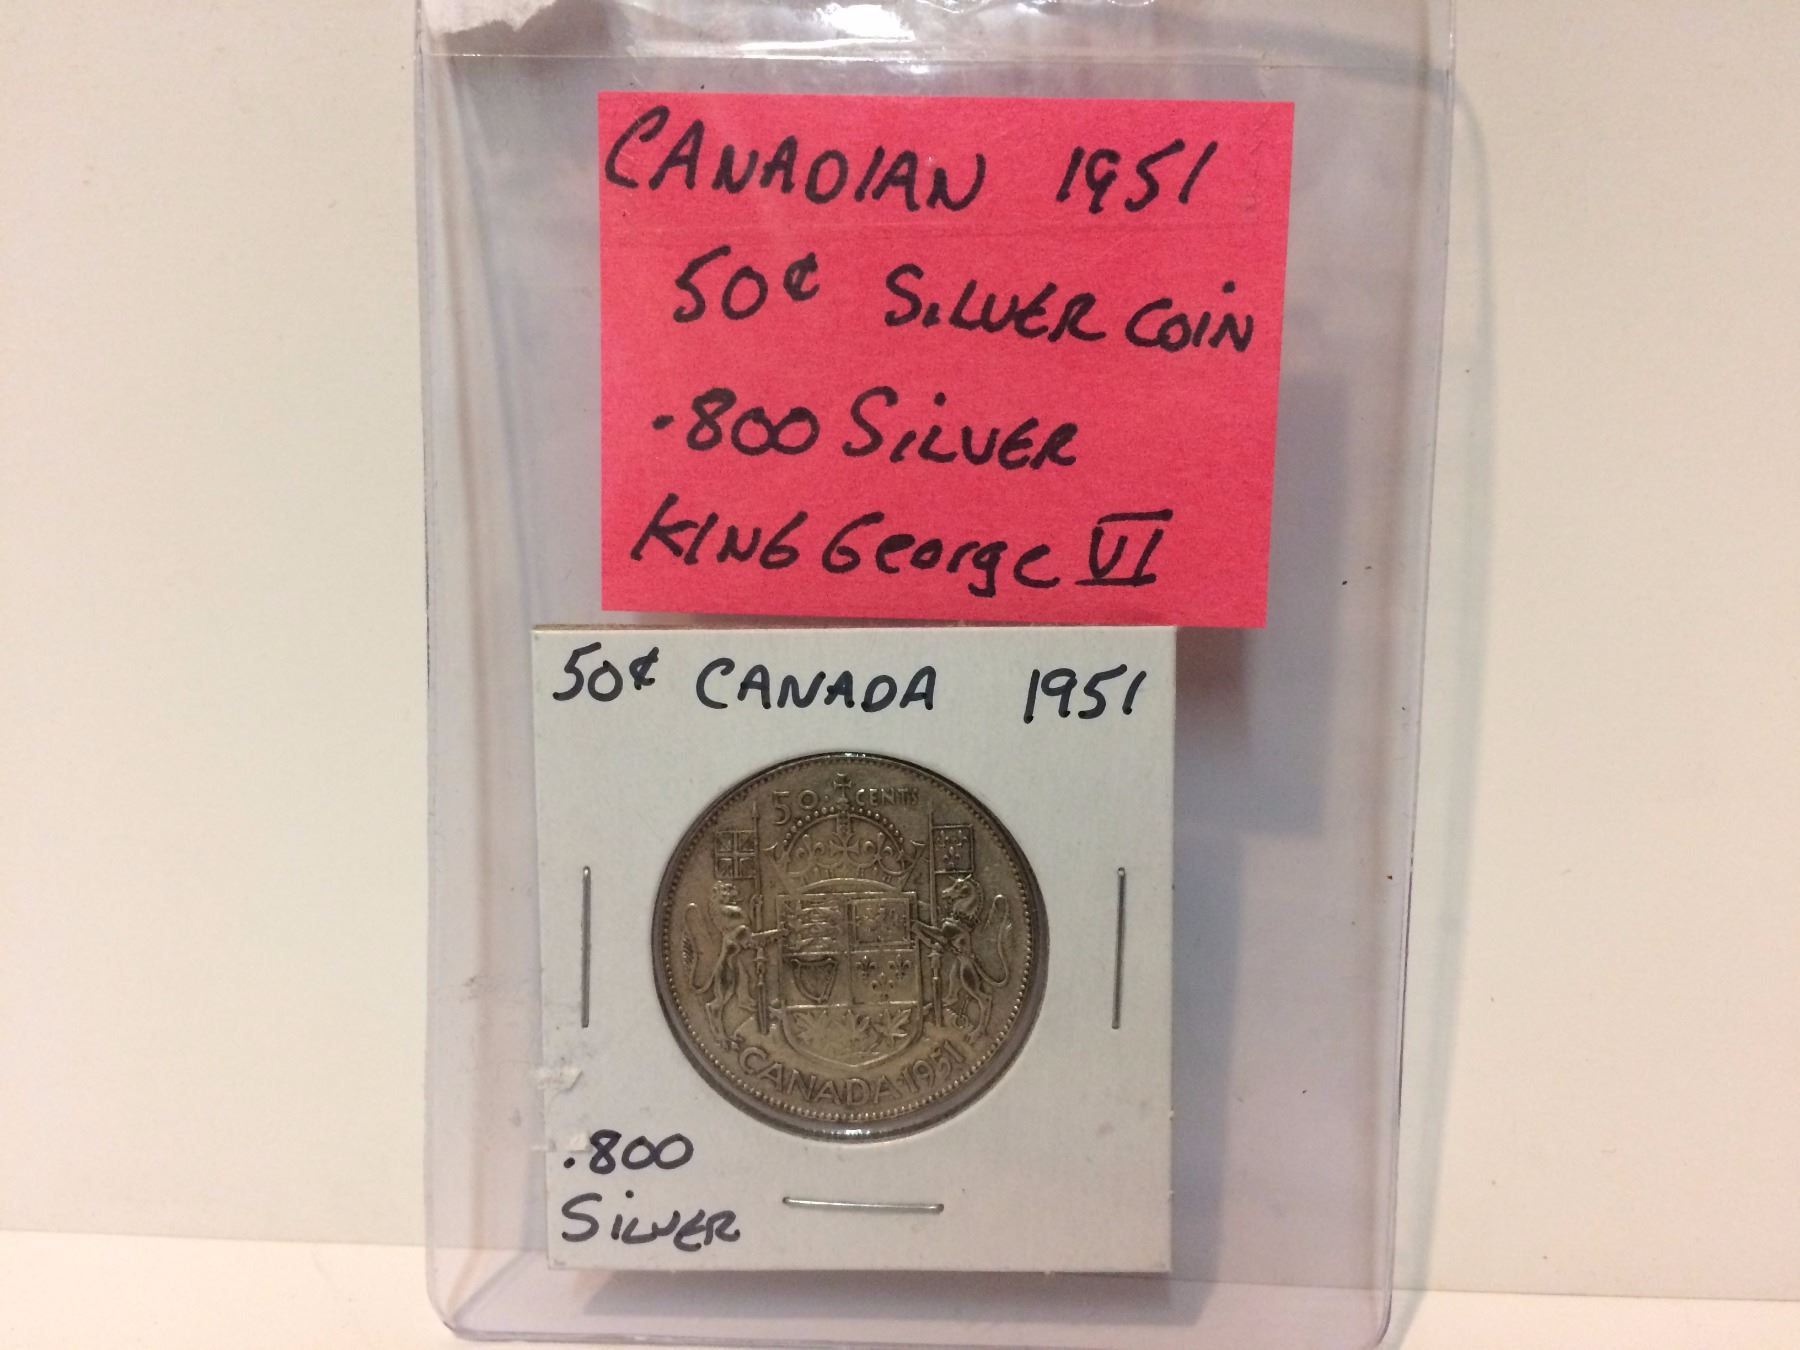 CANADIAN 1951
50¢ SILVER COIN
.800 SILVER
KING George VI
50¢ CANADA 1951
50 CENTS
CANADA 1951
.800
SILVER